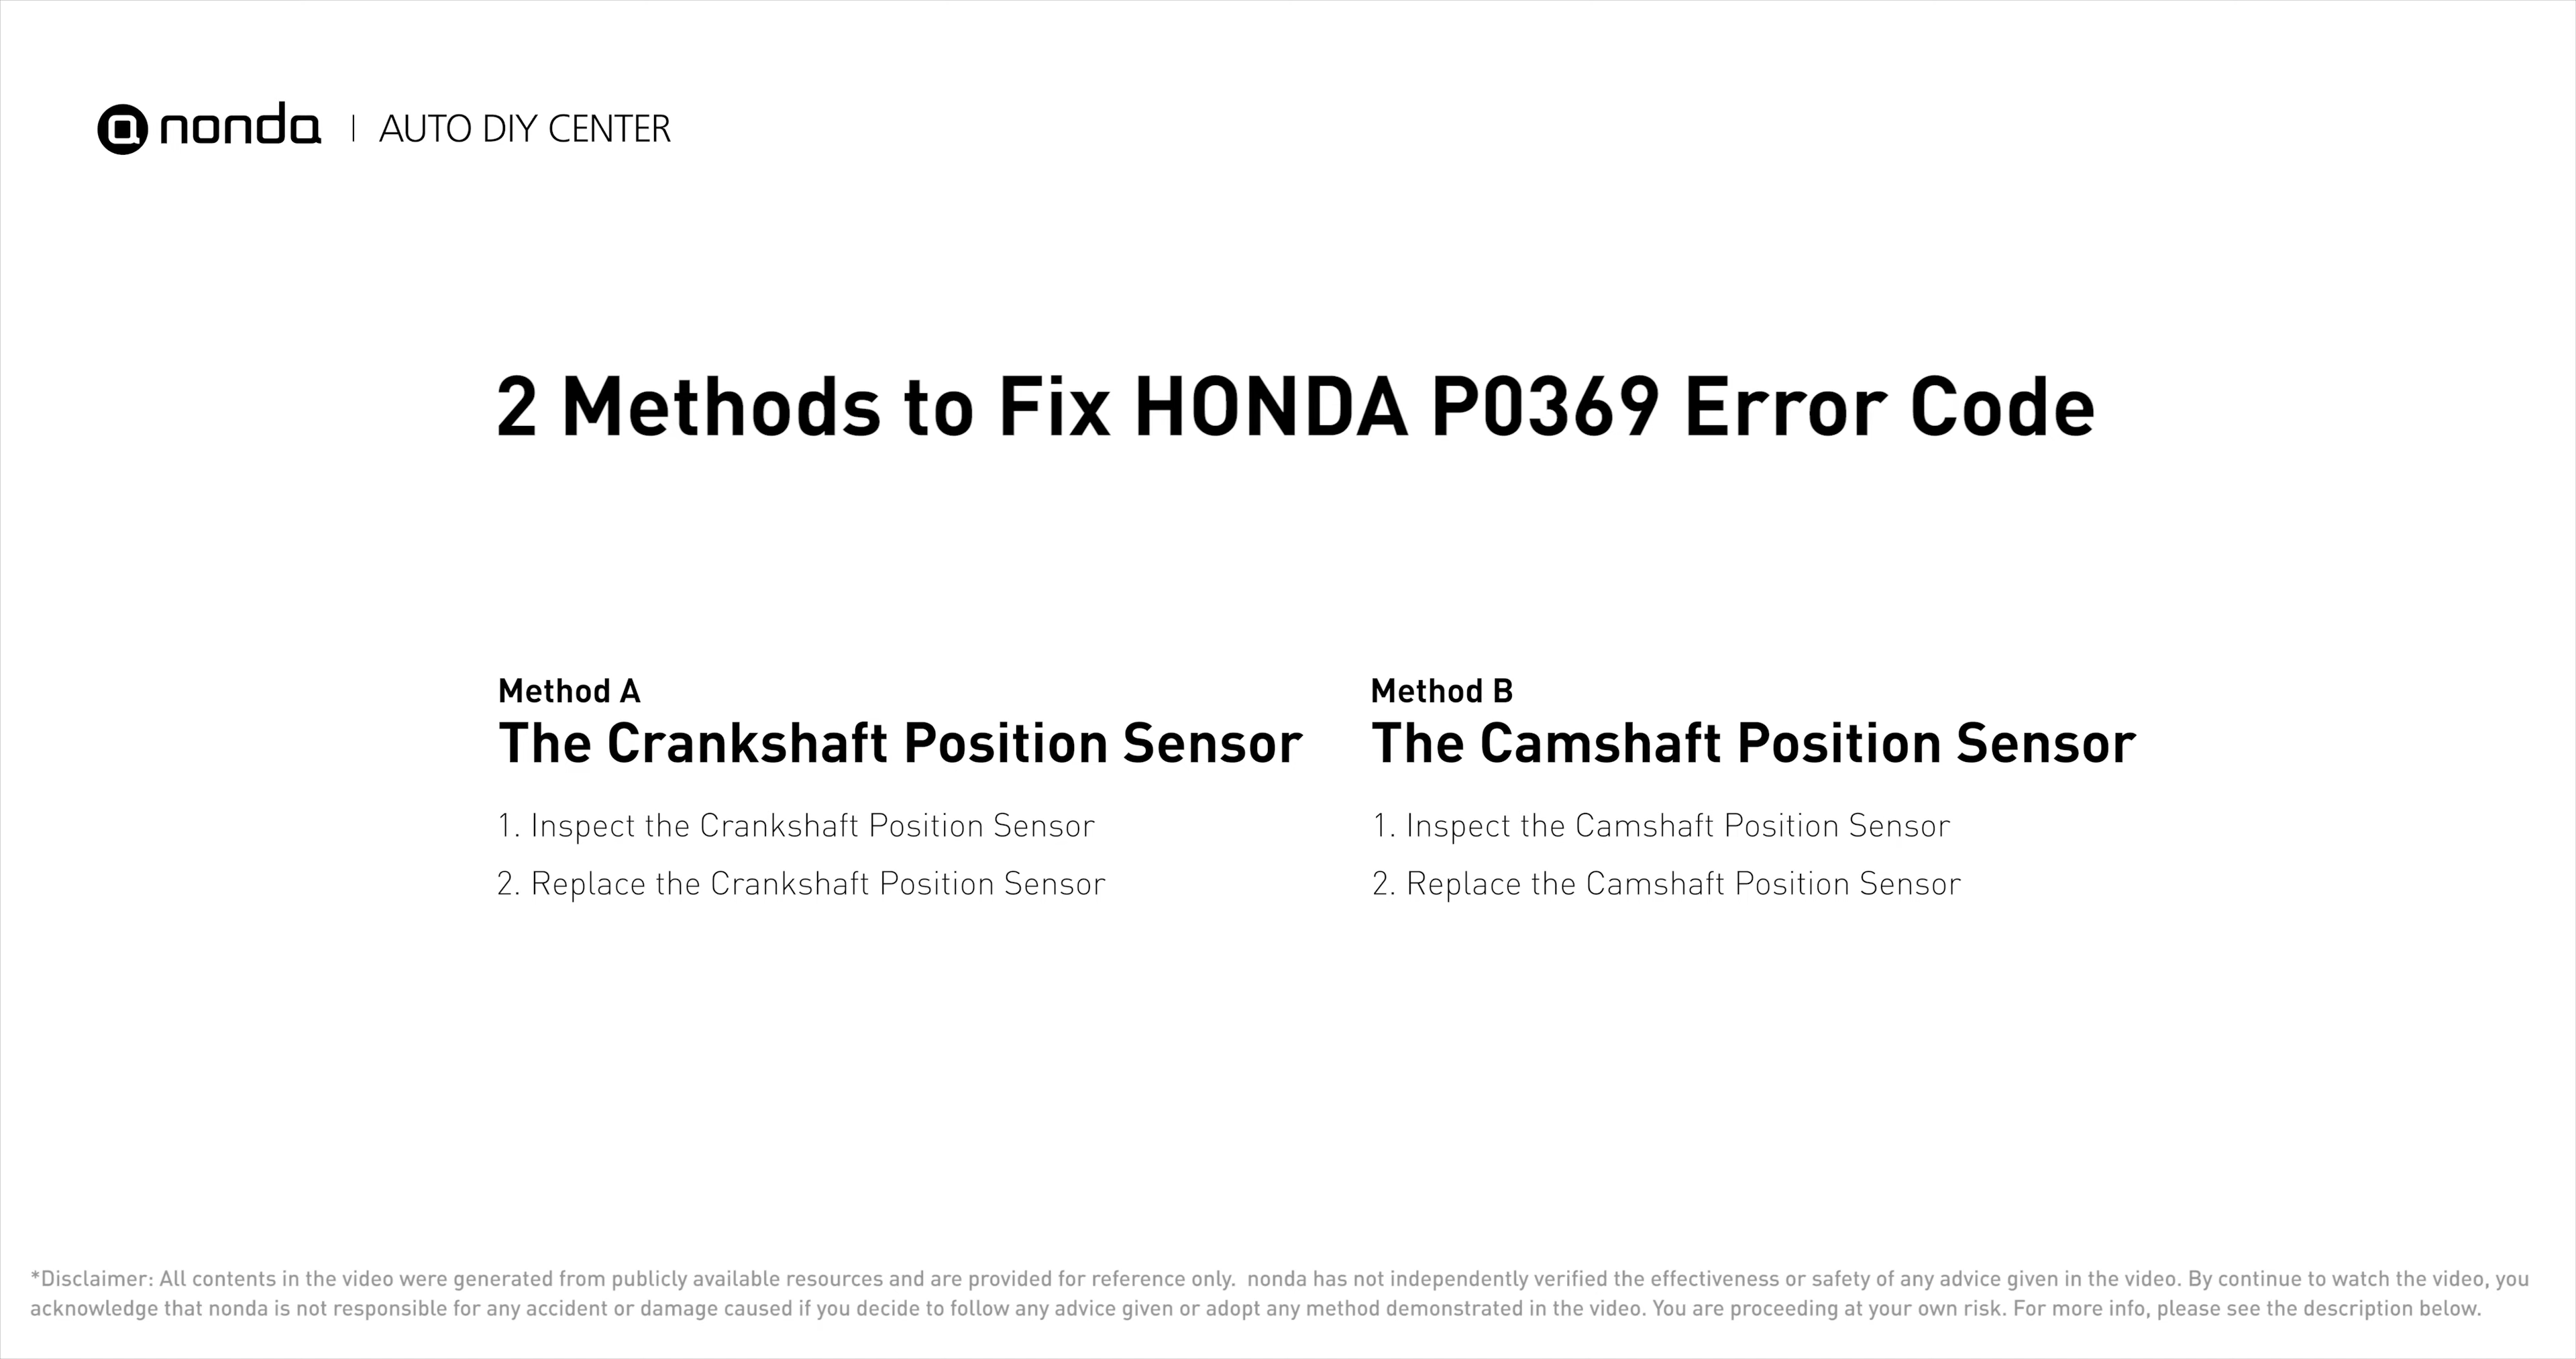 nonda | AUTO DIY CENTER
2 Methods to Fix HONDA P0369 Error Code
Method A
The Crankshaft Position Sensor
1. Inspect the Crankshaft Position Sensor
2. Replace the Crankshaft Position Sensor
Method B
The Camshaft Position Sensor
1. Inspect the Camshaft Position Sensor
2. Replace the Camshaft Position Sensor
*Disclaimer: All contents in the video were generated from publicly available resources and are provided for reference only.  nonda has not independently verified the effectiveness or safety of any advice given in the video. By continue to watch the video, you
acknowledge that nonda is not responsible for any accident or damage caused if you decide to follow any advice given or adopt any method demonstrated in the video. You are proceeding at your own risk. For more info, please see the description below.